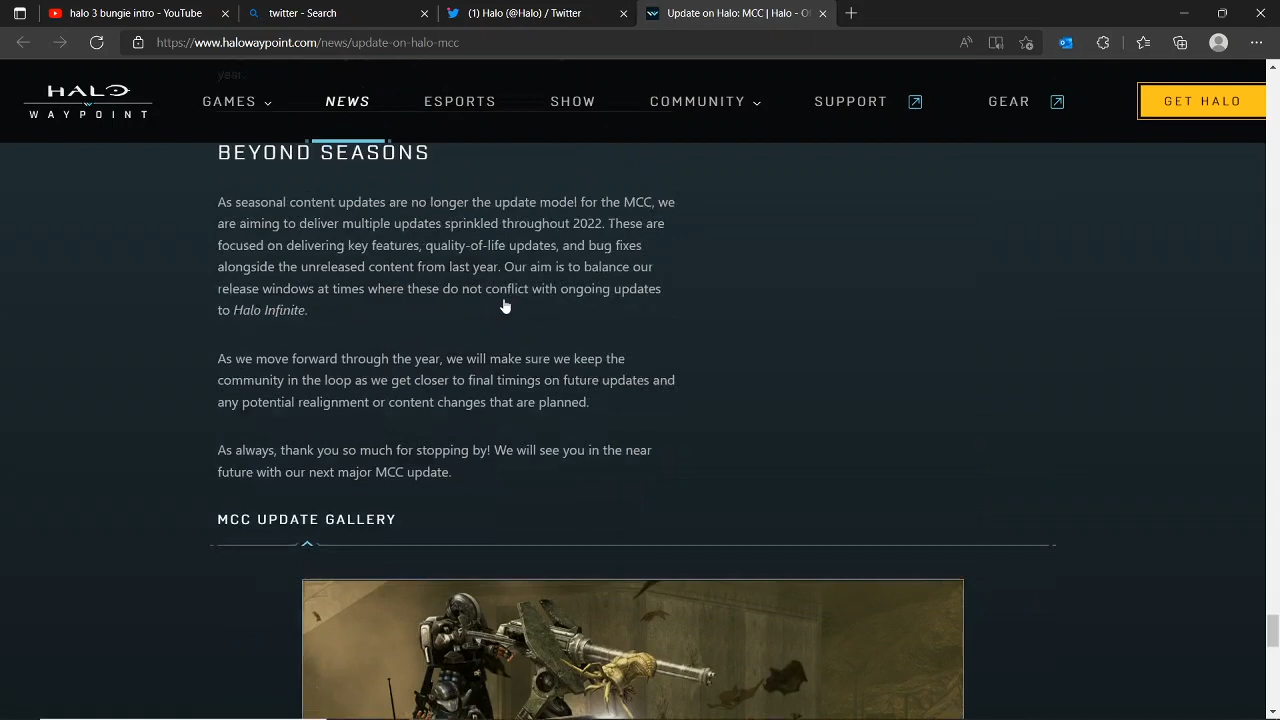 halo 3 bungie intro - YouTube
twitter - Search
(1) Halo (@Halo) / Twitter
Update on Halo: MCC | Halo - O
https://www.halowaypoint.com/news/update-on-halo-mcc
year.
HALO
WAYPOINT
GAMES
NEWS
ESPORTS
SHOW
COMMUNITY
SUPPORT
GEAR
GET HALO
BEYOND SEASONS
As seasonal content updates are no longer the update model for the MCC, we
are aiming to deliver multiple updates sprinkled throughout 2022. These are
focused on delivering key features, quality-of-life updates, and bug fixes
alongside the unreleased content from last year. Our aim is to balance our
release windows at times where these do not conflict with ongoing updates
to Halo Infinite.
As we move forward through the year, we will make sure we keep the
community in the loop as we get closer to final timings on future updates and
any potential realignment or content changes that are planned.
As always, thank you so much for stopping by! We will see you in the near
future with our next major MCC update.
MCC UPDATE GALLERY